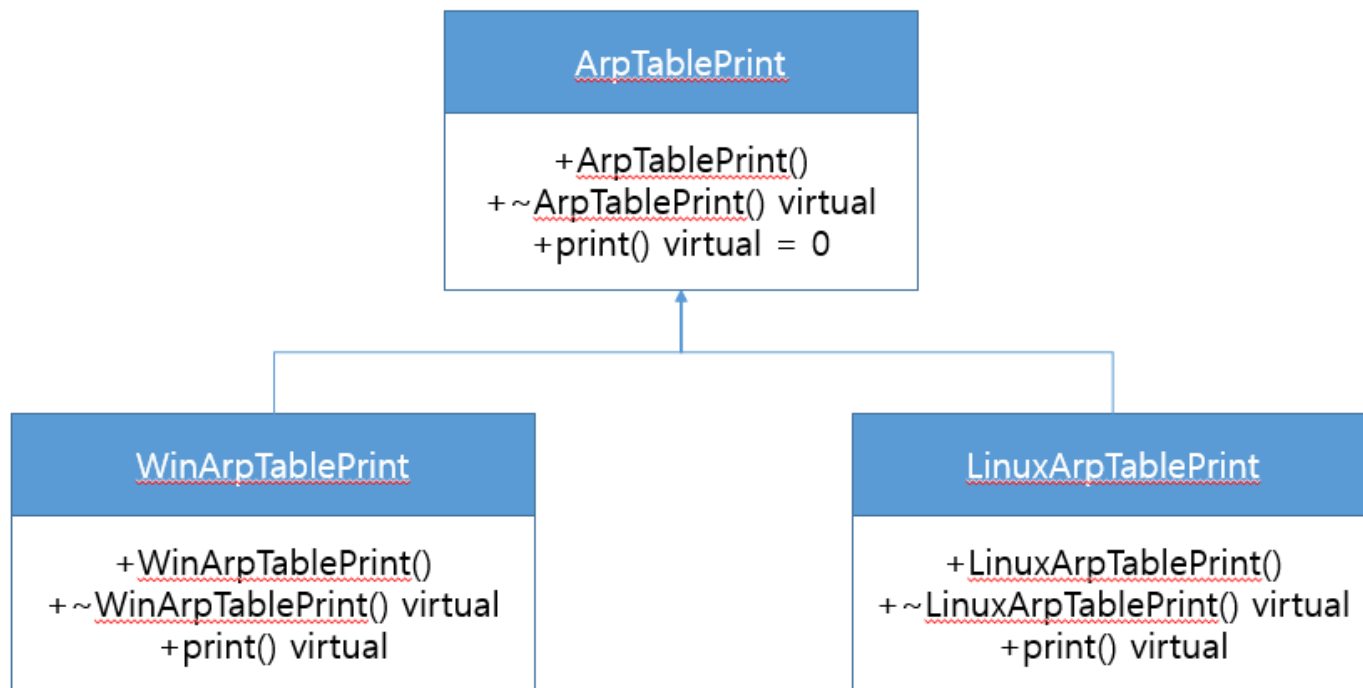 ArpTablePrint
+ArpTablePrint()
+~ArpTablePrint() virtual
+print() virtual = 0
WinArpTablePrint
+WinArpTablePrint()
+~WinArpTablePrint() virtual
+print() virtual
LinuxArpTablePrint
+LinuxArpTablePrint()
+~LinuxArpTablePrint() virtual
+print() virtual